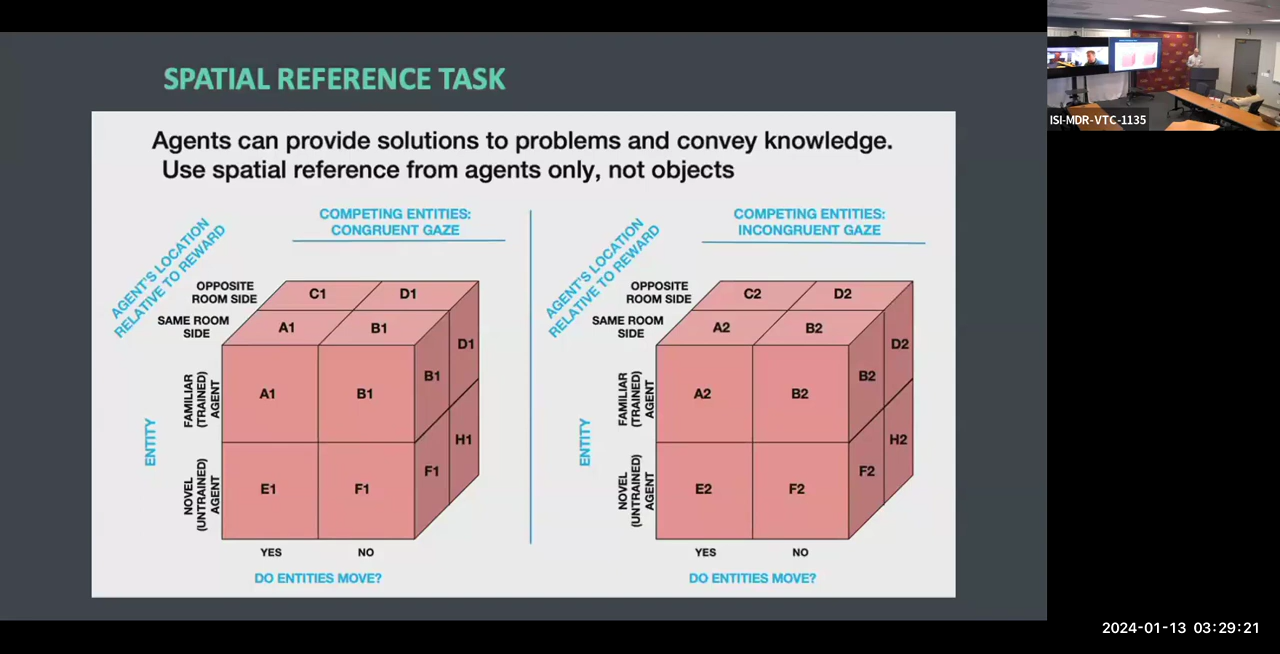 SPATIAL REFERENCE TASK
Agents can provide solutions to problems and convey knowledge.
Use spatial reference from agents only, not objects
COMPETING ENTITIES:
CONGRUENT GAZE
AGENT'S LOCATION
RELATIVE TO REWARD
OPPOSITE
ROOM SIDE
SAME ROOM
SIDE
C1
D1
A1
B1
D1
B1
A1
B1
H1
F1
E1
F1
FAMILIAR
(TRAINED)
AGENT
ENTITY
NOVEL
(UNTRAINED)
AGENT
YES
NO
DO ENTITIES MOVE?
COMPETING ENTITIES:
INCONGRUENT GAZE
AGENT'S LOCATION
RELATIVE TO REWARD
OPPOSITE
ROOM SIDE
SAME ROOM
SIDE
C2
D2
A2
B2
D2
B2
A2
B2
H2
F2
E2
F2
FAMILIAR
(TRAINED)
AGENT
ENTITY
NOVEL
(UNTRAINED)
AGENT
YES
NO
DO ENTITIES MOVE?
ISI-MDR-VTC-1135
2024-01-13 03:29:21